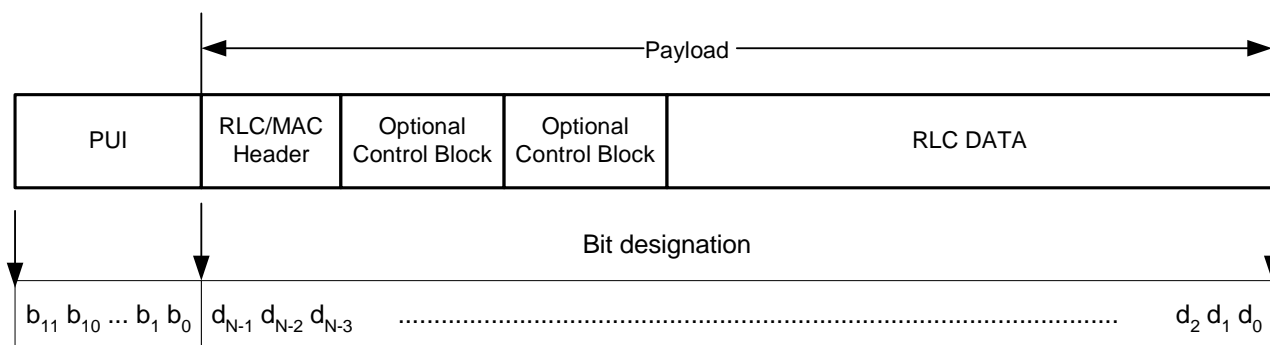 Payload
PUI
RLC/MAC
Header
Optional
Control Block
Optional
Control Block
RLC DATA
Bit designation
b11 b10 ... b1 b0 dN-1 dN-2 dN-3 ...................................................................................................... d2 d1 d0